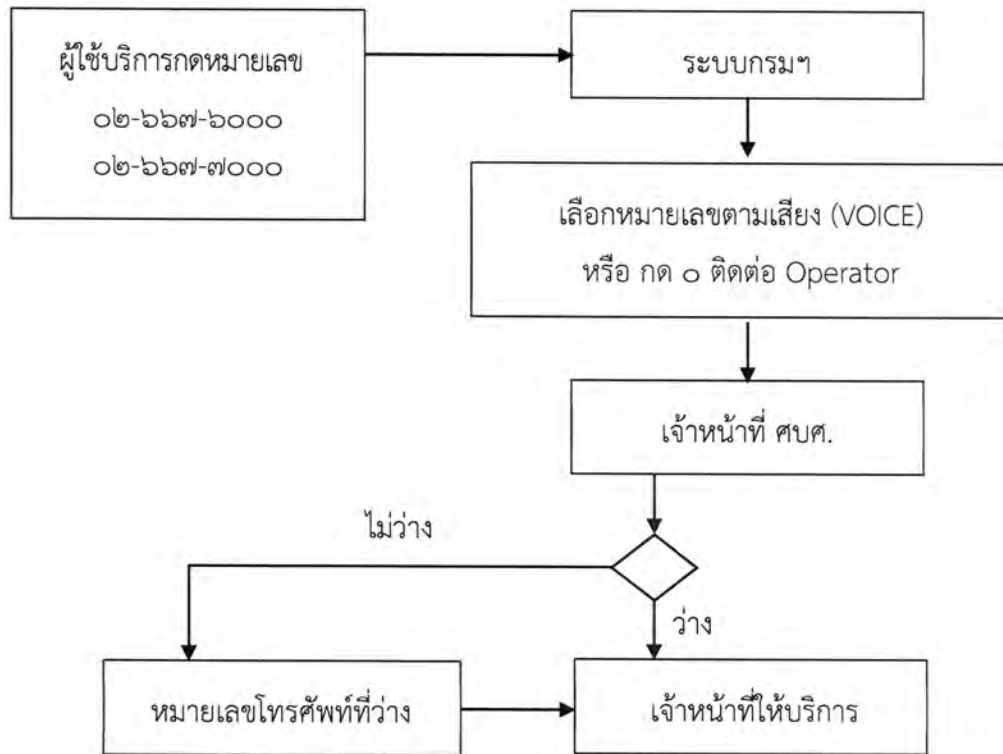 ผู้ใช้บริการกดหมายเลข
๐๒-๖๖๗-๖๐๐๐
๐๒-๖๖๗-๗๐๐๐
ระบบกรมฯ
เลือกหมายเลขตามเสียง (VOICE)
หรือ กด ๐ ติดต่อ Operator
เจ้าหน้าที่ ศบศ.
ไม่ว่าง
ว่าง
หมายเลขโทรศัพท์ที่ว่าง
เจ้าหน้าที่ให้บริการ